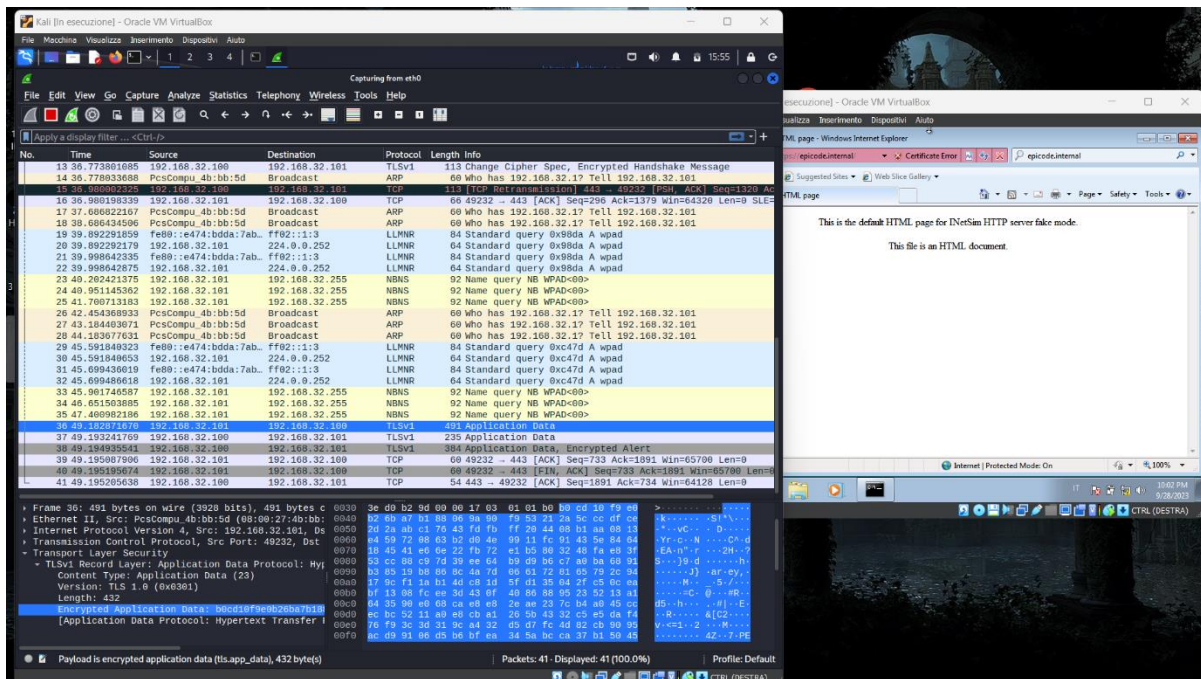 Kali [In esecuzione] - Oracle VM VirtualBox
File Macchina Visualizza Inserimento Dispositivi Aiuto
1 2 3 4 15:55
Capturing from eth0
File Edit View Go Capture Analyze Statistics Telephony Wireless Tools Help
Apply a display filter ... <Ctrl-/>
No. Time Source Destination Protocol Length Info
13 36.773801085 192.168.32.100 192.168.32.101 TLSv1 113 Change Cipher Spec, Encrypted Handshake Message
14 36.778033688 PcsCompu_4b:bb:5d Broadcast ARP 60 Who has 192.168.32.1? Tell 192.168.32.101
15 36.980002325 192.168.32.100 192.168.32.101 TCP 113 [TCP Retransmission] 443 → 49232 [PSH, ACK] Seq=1320 Ac
16 36.980198339 192.168.32.101 192.168.32.100 TCP 66 49232 → 443 [ACK] Seq=296 Ack=1379 Win=64320 Len=0 SLE=
17 37.686822167 PcsCompu_4b:bb:5d Broadcast ARP 60 Who has 192.168.32.1? Tell 192.168.32.101
18 38.686434506 PcsCompu_4b:bb:5d Broadcast ARP 60 Who has 192.168.32.1? Tell 192.168.32.101
19 39.892291859 fe80::e474:bdda:7ab… ff02::1:3 LLMNR 84 Standard query 0x98da A wpad
20 39.892292179 192.168.32.101 224.0.0.252 LLMNR 64 Standard query 0x98da A wpad
21 39.998642335 fe80::e474:bdda:7ab… ff02::1:3 LLMNR 84 Standard query 0x98da A wpad
22 39.998642875 192.168.32.101 224.0.0.252 LLMNR 64 Standard query 0x98da A wpad
23 40.202421375 192.168.32.101 192.168.32.255 NBNS 92 Name query NB WPAD<00>
24 40.951145362 192.168.32.101 192.168.32.255 NBNS 92 Name query NB WPAD<00>
25 41.700713183 192.168.32.101 192.168.32.255 NBNS 92 Name query NB WPAD<00>
26 42.454368933 PcsCompu_4b:bb:5d Broadcast ARP 60 Who has 192.168.32.1? Tell 192.168.32.101
27 43.184403071 PcsCompu_4b:bb:5d Broadcast ARP 60 Who has 192.168.32.1? Tell 192.168.32.101
28 44.183677631 PcsCompu_4b:bb:5d Broadcast ARP 60 Who has 192.168.32.1? Tell 192.168.32.101
29 45.591840323 fe80::e474:bdda:7ab… ff02::1:3 LLMNR 84 Standard query 0xc47d A wpad
30 45.591840653 192.168.32.101 224.0.0.252 LLMNR 64 Standard query 0xc47d A wpad
31 45.699436019 fe80::e474:bdda:7ab… ff02::1:3 LLMNR 84 Standard query 0xc47d A wpad
32 45.699486618 192.168.32.101 224.0.0.252 LLMNR 64 Standard query 0xc47d A wpad
33 45.901746587 192.168.32.101 192.168.32.255 NBNS 92 Name query NB WPAD<00>
34 46.651503885 192.168.32.101 192.168.32.255 NBNS 92 Name query NB WPAD<00>
35 47.400982186 192.168.32.101 192.168.32.255 NBNS 92 Name query NB WPAD<00>
36 49.182871670 192.168.32.101 192.168.32.100 TLSv1 491 Application Data
37 49.193241769 192.168.32.100 192.168.32.101 TLSv1 235 Application Data
38 49.194935541 192.168.32.100 192.168.32.101 TLSv1 384 Application Data, Encrypted Alert
39 49.195087906 192.168.32.101 192.168.32.100 TCP 60 49232 → 443 [ACK] Seq=733 Ack=1891 Win=65700 Len=0
40 49.195195674 192.168.32.101 192.168.32.100 TCP 60 49232 → 443 [FIN, ACK] Seq=733 Ack=1891 Win=65700 Len=0
41 49.195205638 192.168.32.100 192.168.32.101 TCP 54 443 → 49232 [ACK] Seq=1891 Ack=734 Win=64128 Len=0
Frame 36: 491 bytes on wire (3928 bits), 491 bytes c
Ethernet II, Src: PcsCompu_4b:bb:5d (08:00:27:4b:bb:
Internet Protocol Version 4, Src: 192.168.32.101, Ds
Transmission Control Protocol, Src Port: 49232, Dst
Transport Layer Security
TLSv1 Record Layer: Application Data Protocol: Hyp
Content Type: Application Data (23)
Version: TLS 1.0 (0x0301)
Length: 432
Encrypted Application Data: b0cd10f9e0b26ba7b18
[Application Data Protocol: Hypertext Transfer
Payload is encrypted application data (tls.app_data), 432 byte(s) Packets: 41 · Displayed: 41 (100.0%) Profile: Default
CTRL (DESTRA)
esecuzione] - Oracle VM VirtualBox
Inserimento Dispositivi Aiuto
page - Windows Internet Explorer
epicode.internal Certificate Error epicode.internal
Suggested Sites Web Slice Gallery
HTML page Page Safety Tools
This is the default HTML page for INetSim HTTP server fake mode.
This file is an HTML document.
Internet | Protected Mode: On 100%
IT 10:02 PM
9/28/2023
CTRL (DESTRA)